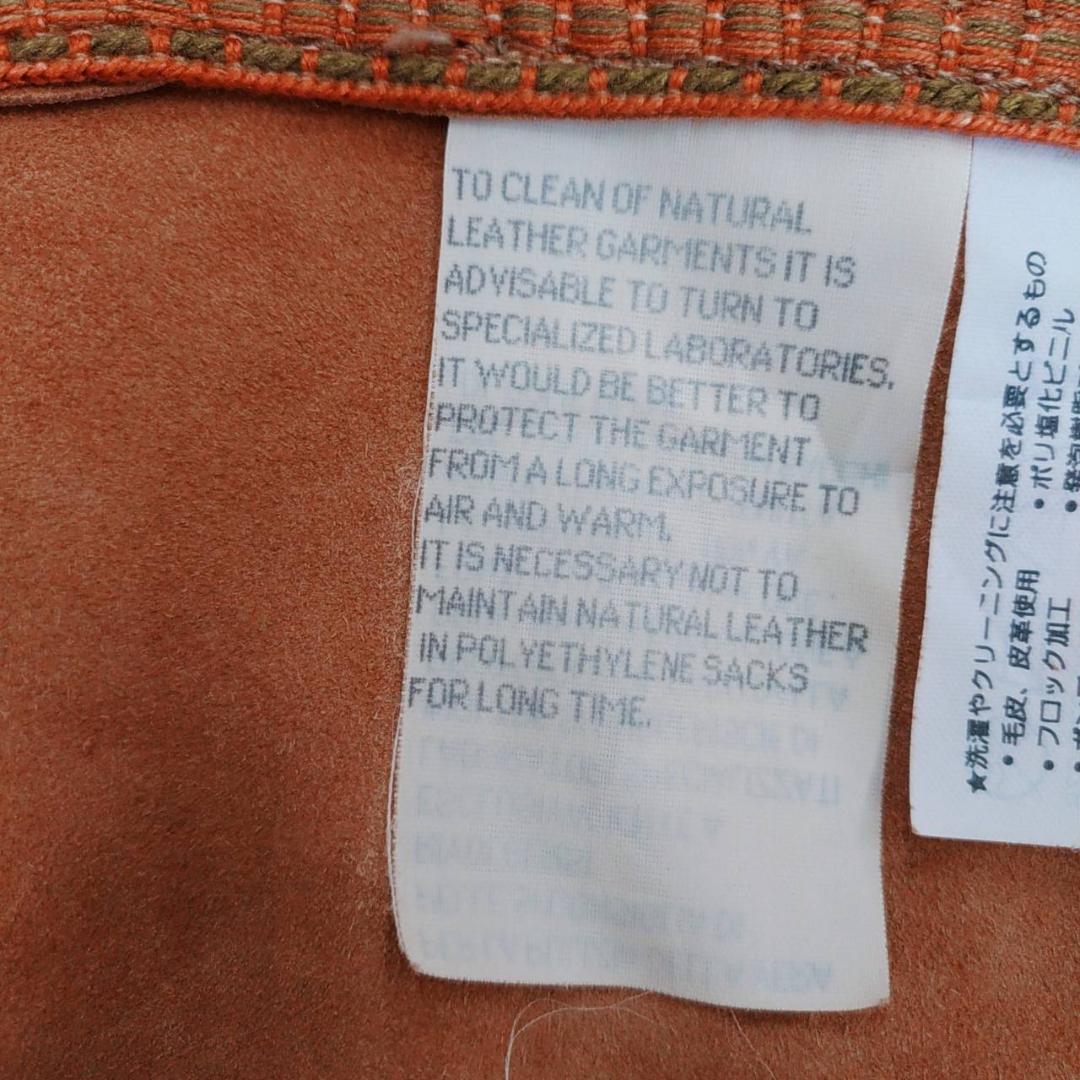 TO CLEAN OF NATURAL
LEATHER GARMENTS IT IS
ADVISABLE TO TURN TO
SPECIALIZED LABORATORIES.
IT WOULD BE BETTER TO
PROTECT THE GARMENT
FROM A LONG EXPOSURE TO
AIR AND WARM.
IT IS NECESSARY NOT TO
MAINTAIN NATURAL LEATHER
IN POLYETHYLENE SACKS
FOR LONG TIME.
★洗濯やクリーニングに注意を必要とするもの
•毛皮、皮革使用 •ポリ塩化ビニル
•フロック加工